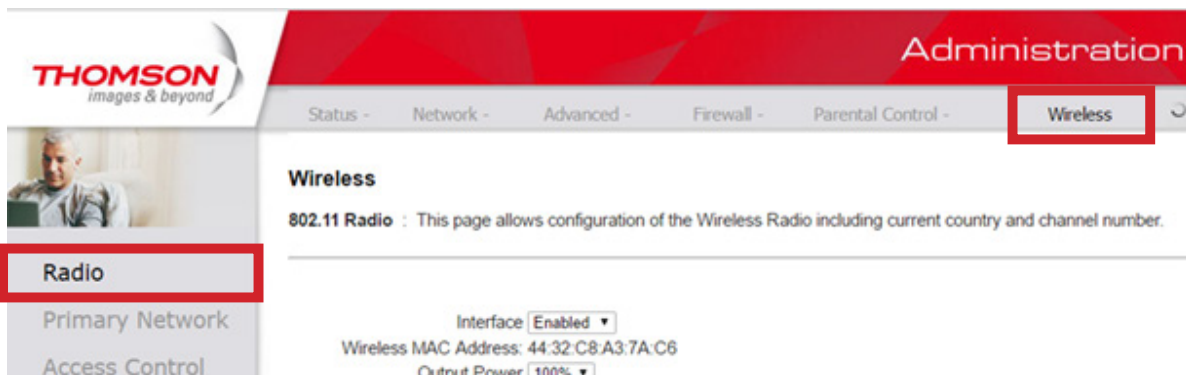 THOMSON
images & beyond
Administration
Status - Network - Advanced - Firewall - Parental Control - Wireless
Wireless
802.11 Radio : This page allows configuration of the Wireless Radio including current country and channel number.
Radio
Primary Network
Access Control
Interface Enabled
Wireless MAC Address: 44:32:C8:A3:7A:C6
Output Power 100%